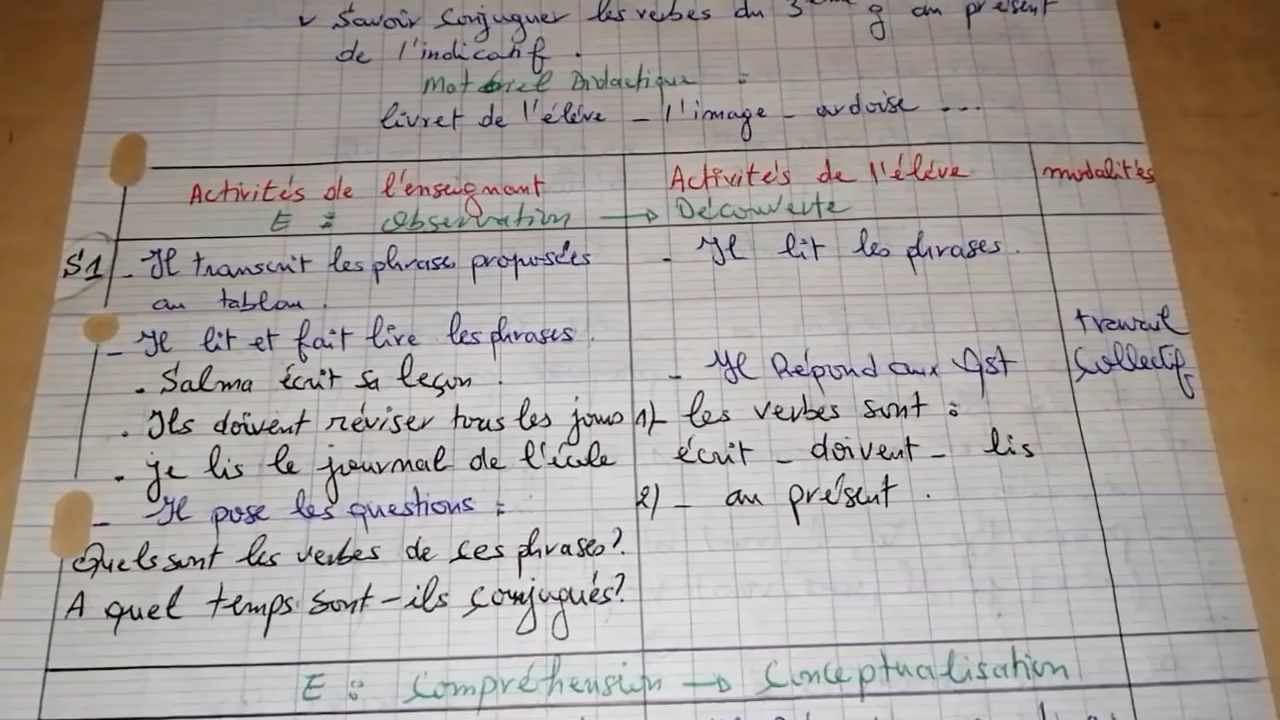 ✓ Savoir conjuguer les verbes du 3ème g au présent
de l'indicatif.
Matériel Didactique :
livret de l'élève - l'image - ardoise ...
Activités de l'enseignant
Activités de l'élève
modalités
E : Observation → Découverte
S1
- Il transcrit les phrases proposées
au tableau.
- Il lit les phrases.
- Il lit et fait lire les phrases.
travail
collectif
. Salma écrit sa leçon.
- Il Répond aux Qst
. Ils doivent réviser tous les jours
1) les verbes sont :
. je lis le journal de l'école
écrit - doivent - lis
- Il pose les questions :
2) - au présent.
Quels sont les verbes de ces phrases ?
A quel temps sont-ils conjugués ?
E : Compréhension → Conceptualisation